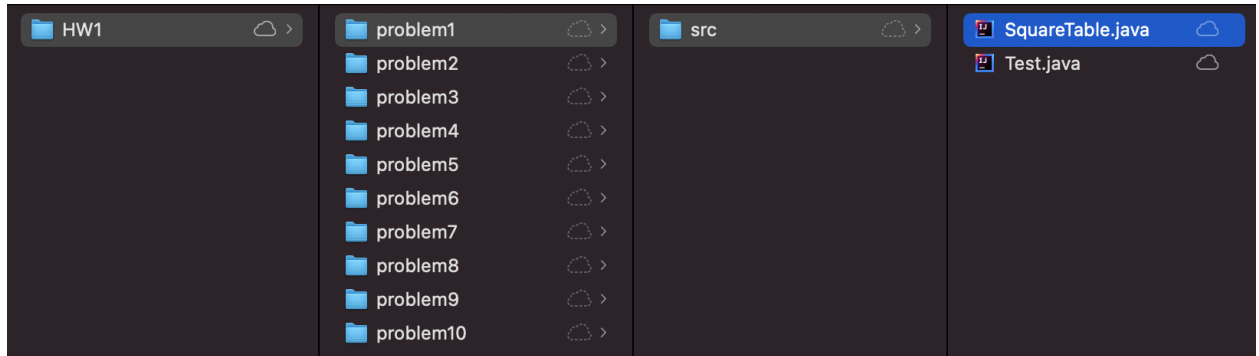 HW1
problem1
problem2
problem3
problem4
problem5
problem6
problem7
problem8
problem9
problem10
src
SquareTable.java
Test.java